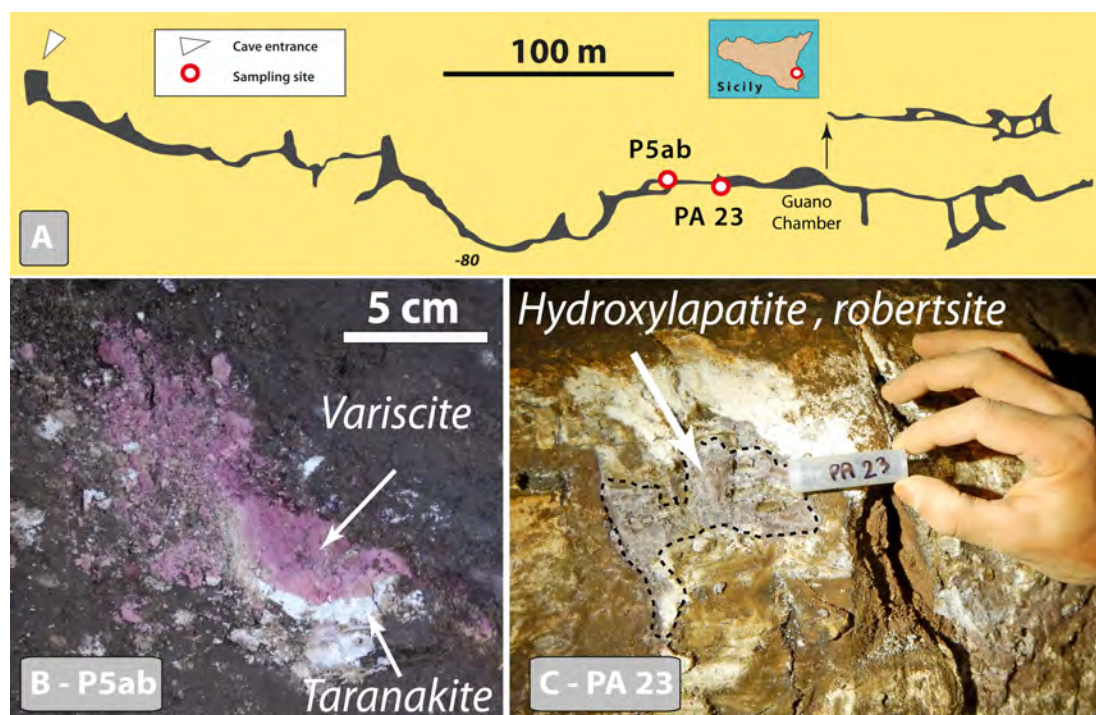 Cave entrance
Sampling site
100 m
Sicily
P5ab
PA 23
Guano
Chamber
-80
A
5 cm
Variscite
Taranakite
B - P5ab
Hydroxylapatite , robertsite
PA 23
C - PA 23